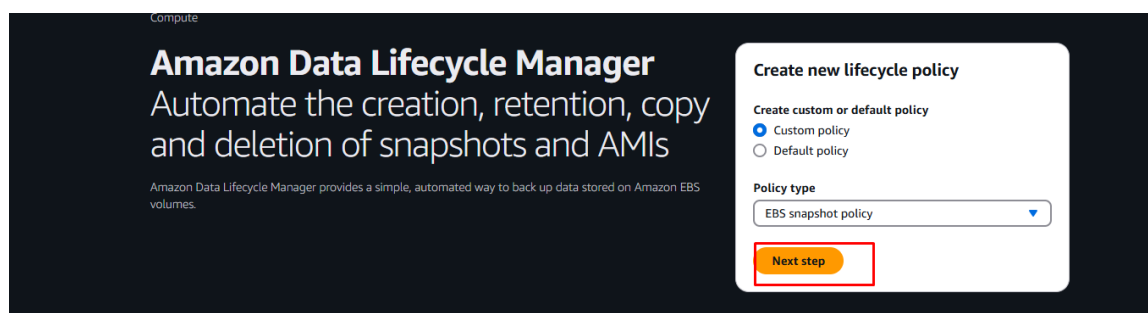 Compute
Amazon Data Lifecycle Manager
Automate the creation, retention, copy
and deletion of snapshots and AMIs
Amazon Data Lifecycle Manager provides a simple, automated way to back up data stored on Amazon EBS
volumes.
Create new lifecycle policy
Create custom or default policy
Custom policy
Default policy
Policy type
EBS snapshot policy
Next step